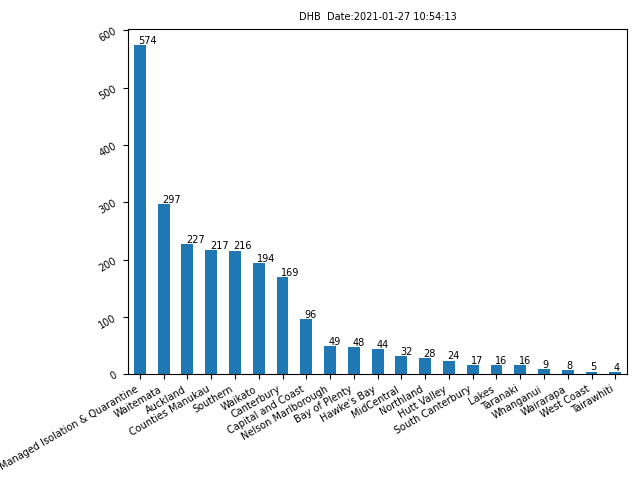 DHB  Date:2021-01-27 10:54:13
600
500
400
300
200
100
0
574
297
227
217
216
194
169
96
49
48
44
32
28
24
17
16
16
9
8
5
4
Managed Isolation & Quarantine
Waitemata
Auckland
Counties Manukau
Southern
Waikato
Canterbury
Capital and Coast
Nelson Marlborough
Bay of Plenty
Hawke's Bay
MidCentral
Northland
Hutt Valley
South Canterbury
Lakes
Taranaki
Whanganui
Wairarapa
West Coast
Tairawhiti